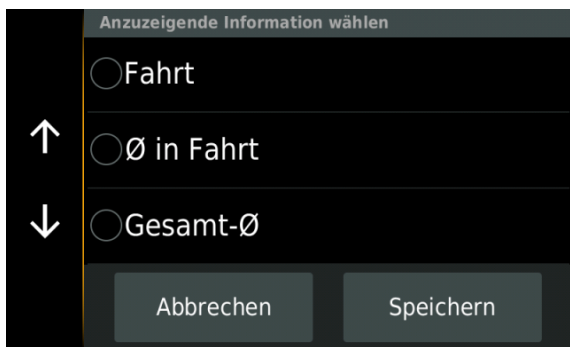 Anzuzeigende Information wählen
Fahrt
Ø in Fahrt
Gesamt-Ø
Abbrechen
Speichern